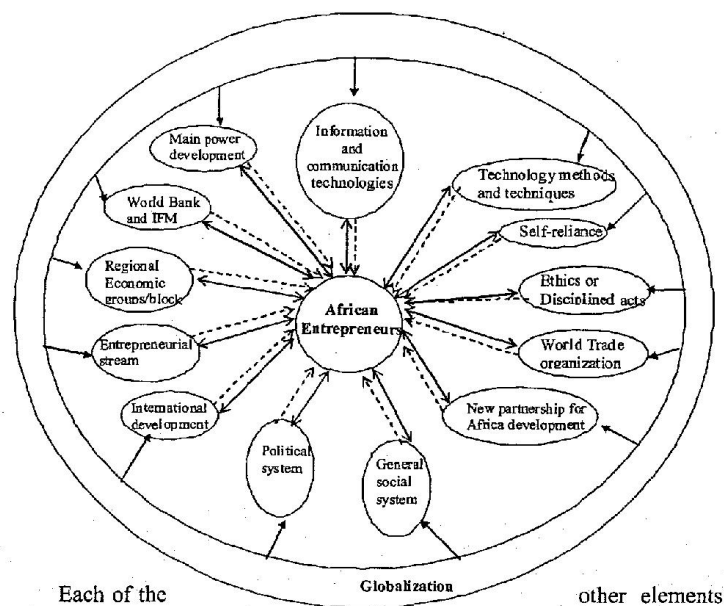 Information
and
communication
technologies
Main power
development
Technology methods
and techniques
World Bank
and IFM
Self-reliance
Regional
Economic
groups/block
Ethics or
Disciplined acts
African
Entrepreneurs
Entrepreneurial
stream
World Trade
organization
International
development
New partnership for
Africa development
Political
system
General
social
system
Globalization
Each of the other elements